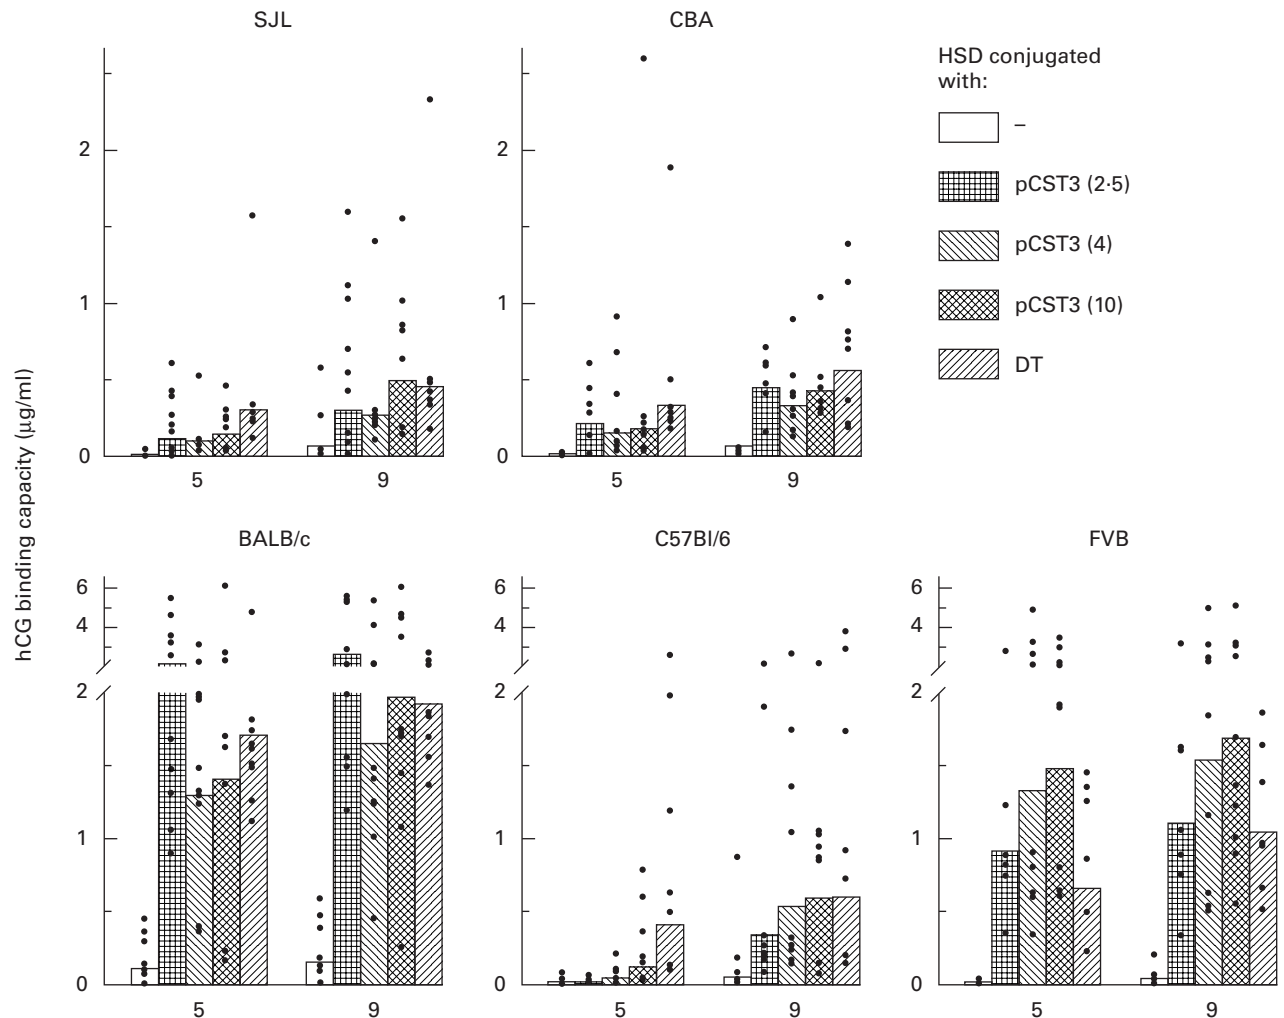 SJL
CBA
HSD conjugated
with:
–
pCST3 (2·5)
pCST3 (4)
pCST3 (10)
DT
2
1
0
5
9
2
1
0
5
9
hCG binding capacity (μg/ml)
BALB/c
C57Bl/6
FVB
6
4
2
1
0
5
9
6
4
2
1
0
5
9
6
4
2
1
0
5
9